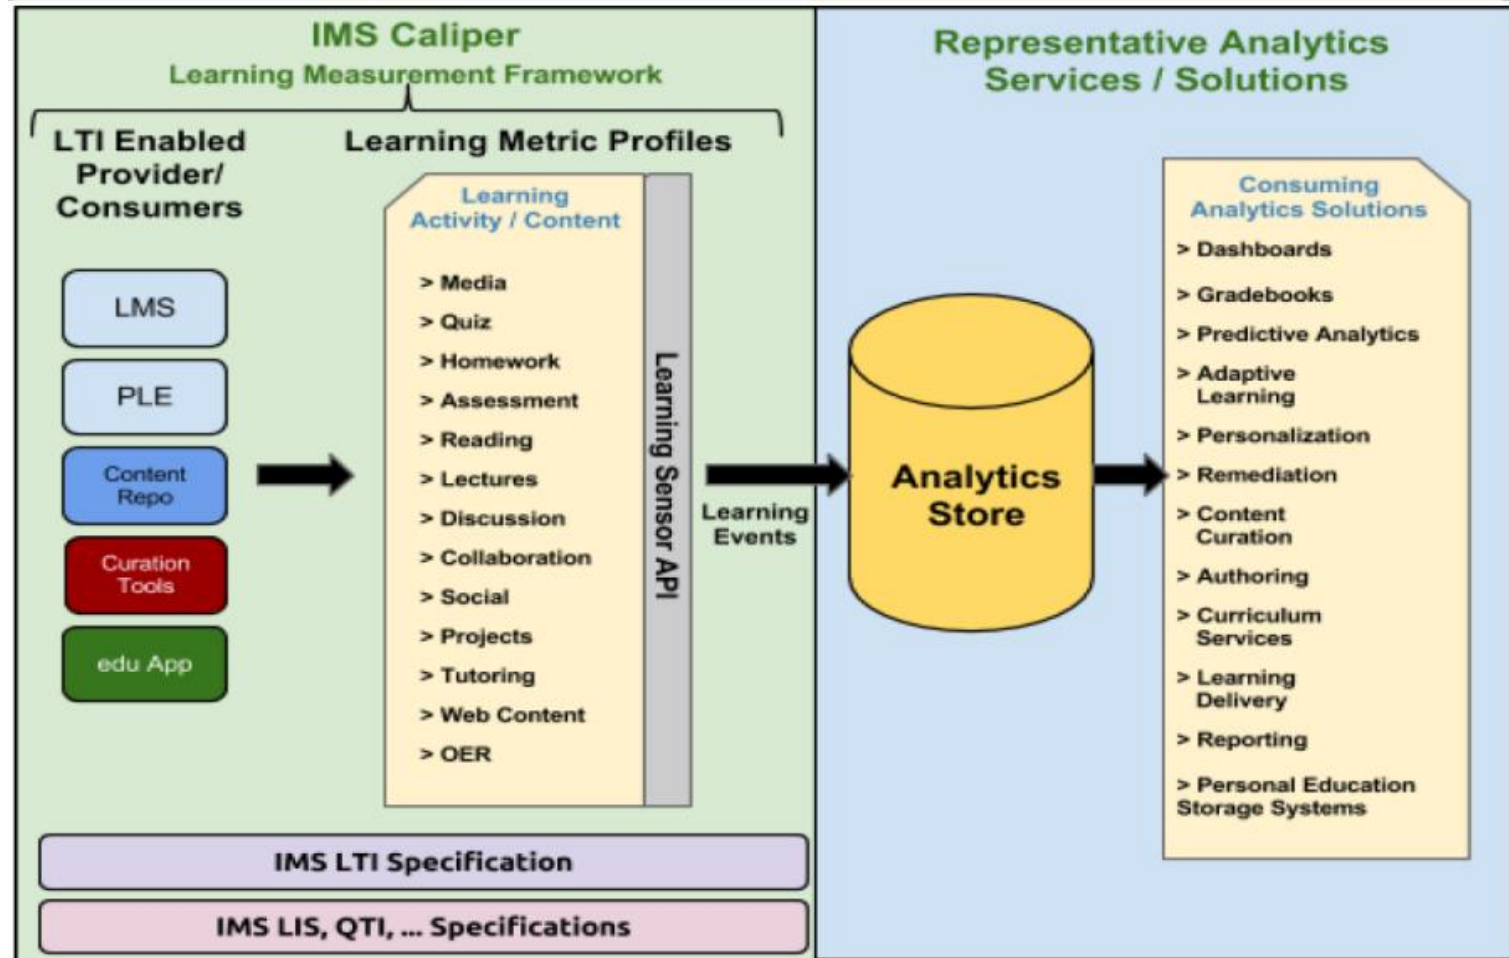 IMS Caliper
Learning Measurement Framework
LTI Enabled
Provider/
Consumers
LMS
PLE
Content
Repo
Curation
Tools
edu App
Learning Metric Profiles
Learning
Activity / Content
> Media
> Quiz
> Homework
> Assessment
> Reading
> Lectures
> Discussion
> Collaboration
> Social
> Projects
> Tutoring
> Web Content
> OER
Learning Sensor API
Learning
Events
IMS LTI Specification
IMS LIS, QTI, ... Specifications
Representative Analytics
Services / Solutions
Analytics
Store
Consuming
Analytics Solutions
> Dashboards
> Gradebooks
> Predictive Analytics
> Adaptive
Learning
> Personalization
> Remediation
> Content
Curation
> Authoring
> Curriculum
Services
> Learning
Delivery
> Reporting
> Personal Education
Storage Systems